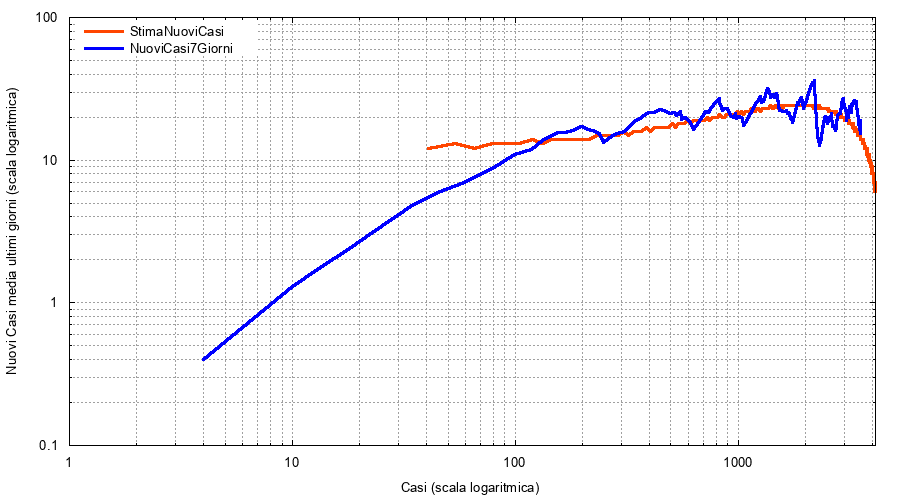 100
StimaNuoviCasi
NuoviCasi7Giorni
10
1
0.1
Nuovi Casi media ultimi giorni (scala logaritmica)
1 10 100 1000
Casi (scala logaritmica)